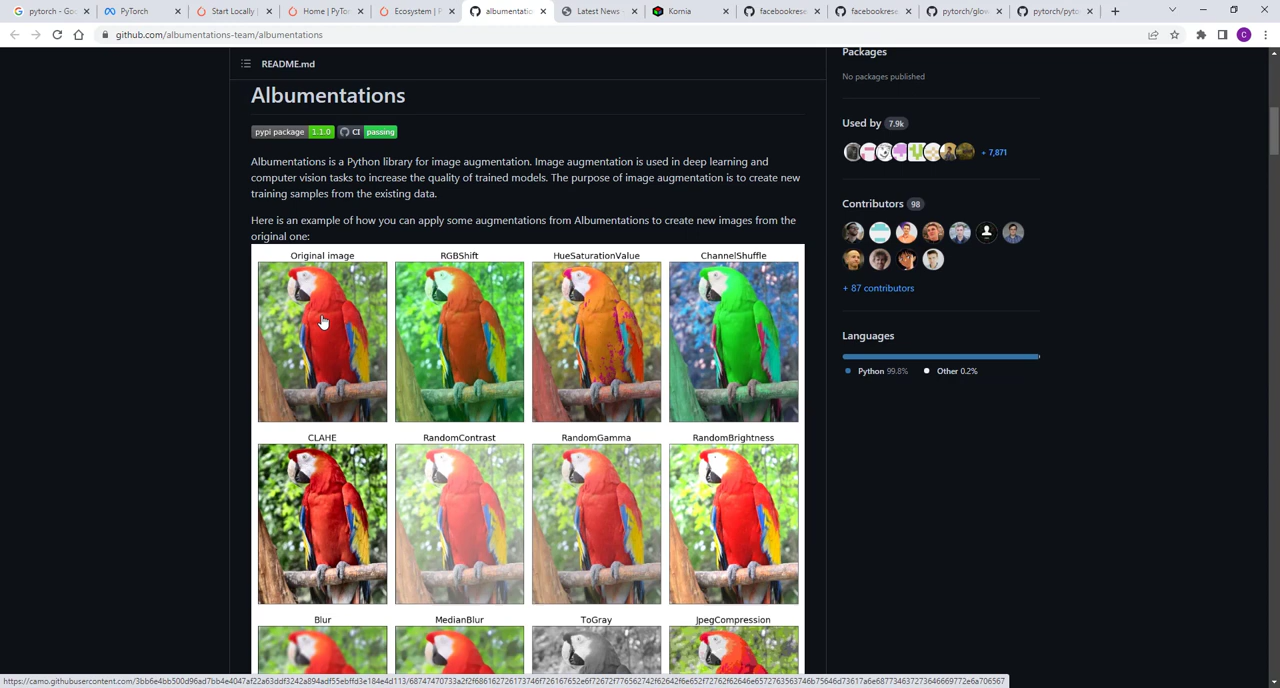 pytorch - Goo
PyTorch
Start Locally |
Home | PyTor
Ecosystem | P
albumentatio
Latest News -
Kornia
facebookrese
facebookrese
pytorch/glow
pytorch/pyto
github.com/albumentations-team/albumentations
C
README.md
Albumentations
pypi package 1.1.0 CI passing
Albumentations is a Python library for image augmentation. Image augmentation is used in deep learning and
computer vision tasks to increase the quality of trained models. The purpose of image augmentation is to create new
training samples from the existing data.
Here is an example of how you can apply some augmentations from Albumentations to create new images from the
original one:
Original image RGBShift HueSaturationValue ChannelShuffle
CLAHE RandomContrast RandomGamma RandomBrightness
Blur MedianBlur ToGray JpegCompression
Packages
No packages published
Used by 7.9k
+ 7,871
Contributors 98
+ 87 contributors
Languages
Python 99.8% Other 0.2%